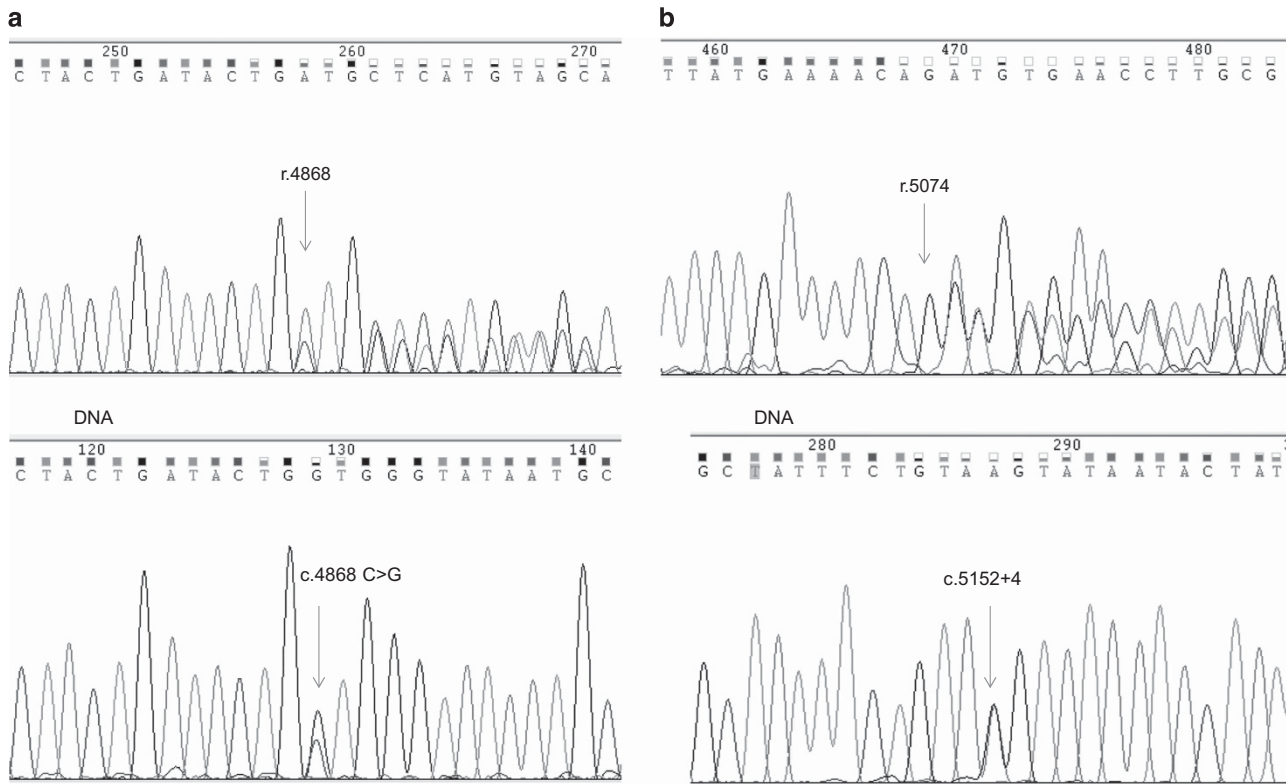 a
250 260 270
C T A C T G A T A C T G A T G C T C A T G T A G C A
r.4868
DNA
120 130 140
C T A C T G A T A C T G G T G G G T A T A A T G C
c.4868 C>G
b
460 470 480
T T A T G A A A A C A G A T G T G A A C C T T G C G
r.5074
DNA
280 290
G C T A T T T C T G T A A G T A T A A T A C T A T
c.5152+4